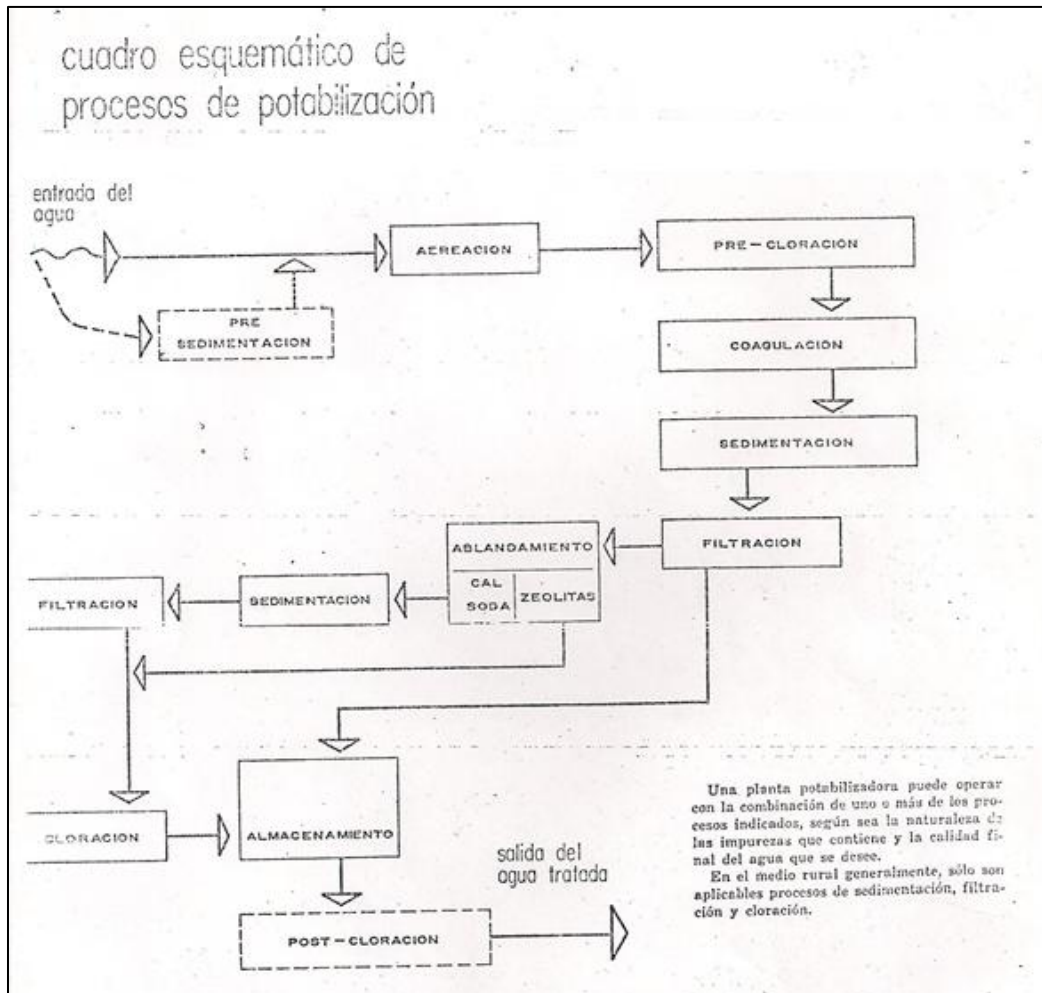 cuadro esquemático de
procesos de potabilización
entrada del
agua
AEREACION
PRE-CLORACIÓN
PRE
SEDIMENTACION
COAGULACIÓN
SEDIMENTACION
FILTRACION
ABLANDAMIENTO
CAL
SODA
ZEOLITAS
SEDIMENTACION
FILTRACION
CLORACION
ALMACENAMIENTO
POST-CLORACION
salida del
agua tratada
Una planta potabilizadora puede operar
con la combinación de uno o más de los pro-
cesos indicados, según sea la naturaleza de
las impurezas que contiene y la calidad fi-
nal del agua que se desee.
En el medio rural generalmente, sólo son
aplicables procesos de sedimentación, filtra-
ción y cloración.